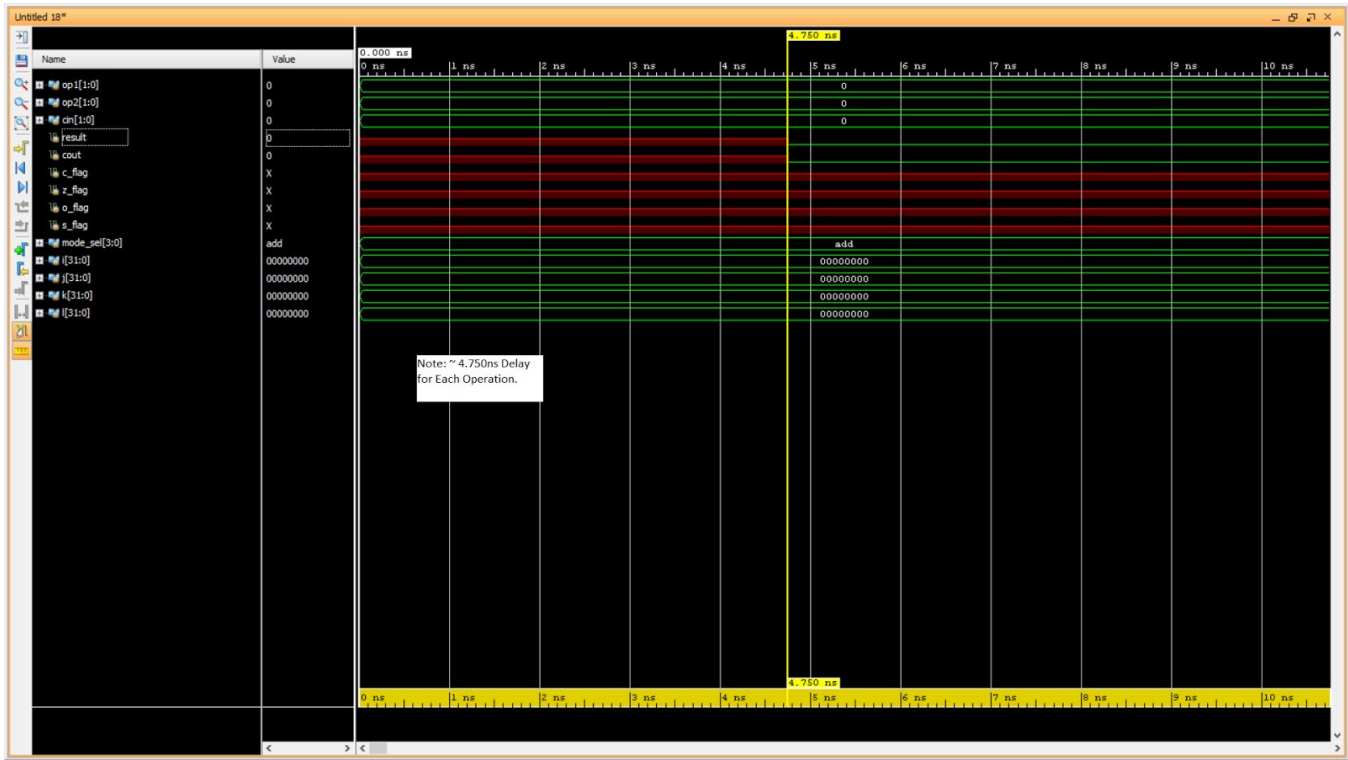 Untitled 18*
4.750 ns
0.000 ns
Name Value
0 ns 1 ns 2 ns 3 ns 4 ns 5 ns 6 ns 7 ns 8 ns 9 ns 10 ns
op1[1:0] 0 0
op2[1:0] 0 0
cin[1:0] 0 0
result 0
cout 0
c_flag X
z_flag X
o_flag X
s_flag X
mode_sel[3:0] add add
i[31:0] 00000000 00000000
j[31:0] 00000000 00000000
k[31:0] 00000000 00000000
l[31:0] 00000000 00000000
Note: ~ 4.750ns Delay
for Each Operation.
4.750 ns
0 ns 1 ns 2 ns 3 ns 4 ns 5 ns 6 ns 7 ns 8 ns 9 ns 10 ns